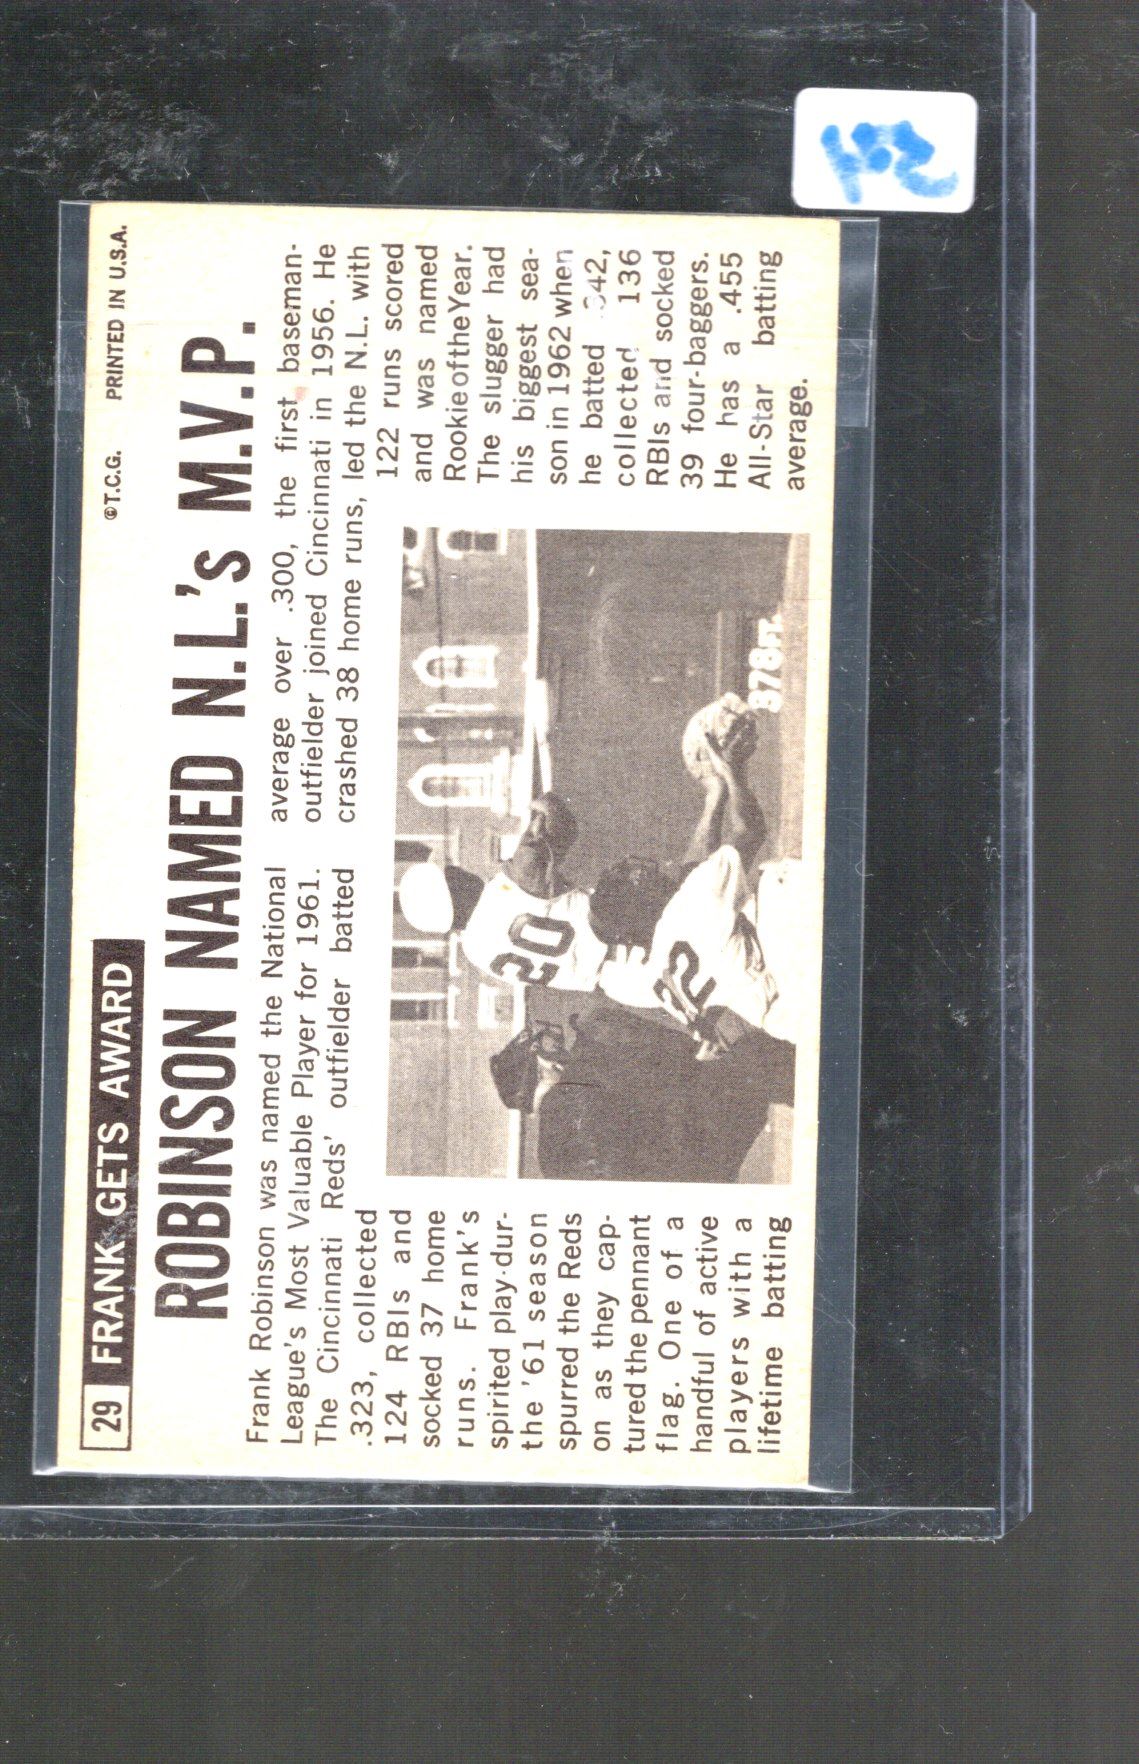 29 FRANK GETS AWARD ©T.C.G. PRINTED IN U.S.A.
ROBINSON NAMED N.L.'s M.V.P.
Frank Robinson was named the National
League's Most Valuable Player for 1961.
The Cincinnati Reds' outfielder batted
.323, collected
124 RBIs and
socked 37 home
runs. Frank's
spirited play-dur-
the '61 season
spurred the Reds
on as they cap-
tured the pennant
flag. One of a
handful of active
players with a
lifetime batting
average over .300, the first baseman-
outfielder joined Cincinnati in 1956. He
crashed 38 home runs, led the N.L. with
122 runs scored
and was named
Rookie of the Year.
The slugger had
his biggest sea-
son in 1962 when
he batted .342,
collected 136
RBIs and socked
39 four-baggers.
He has a .455
All-Star batting
average.
20
378 FT.